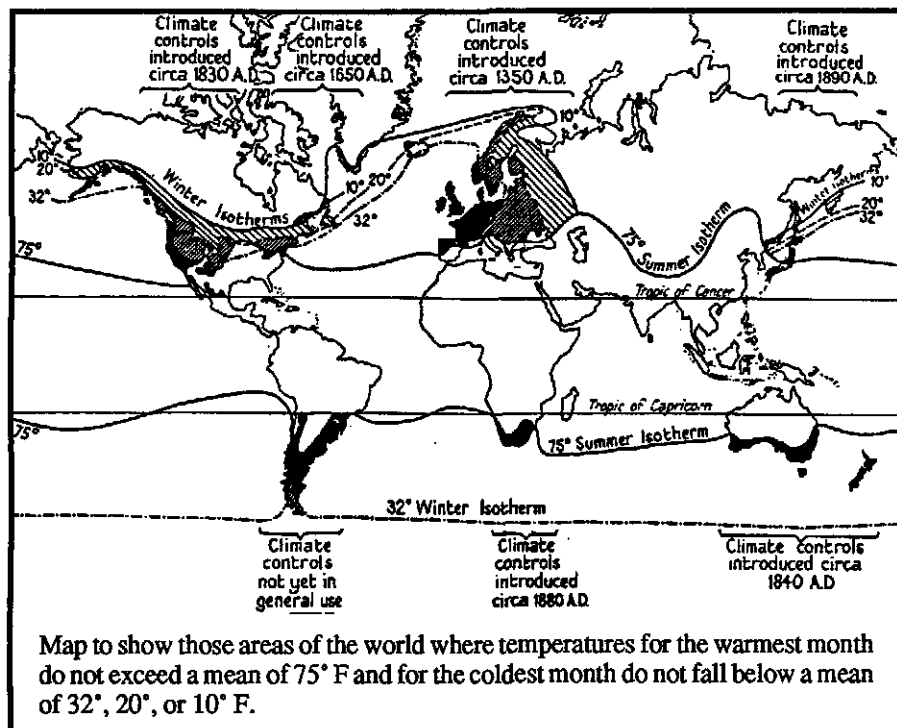 Climate controls introduced circa 1830 A.D.
Climate controls introduced circa 1650 A.D.
Climate controls introduced circa 1350 A.D.
Climate controls introduced circa 1890 A.D.
10°
20°
32°
Winter Isotherms
10°
20°
32°
10°
Winter Isotherms
10°
20°
32°
75°
75° Summer Isotherm
Tropic of Cancer
Tropic of Capricorn
75°
75° Summer Isotherm
32° Winter Isotherm
Climate
controls
not yet in
general use
Climate
controls
introduced
circa 1880 A.D.
Climate controls
introduced circa
1840 A.D
Map to show those areas of the world where temperatures for the warmest month
do not exceed a mean of 75° F and for the coldest month do not fall below a mean
of 32°, 20°, or 10° F.